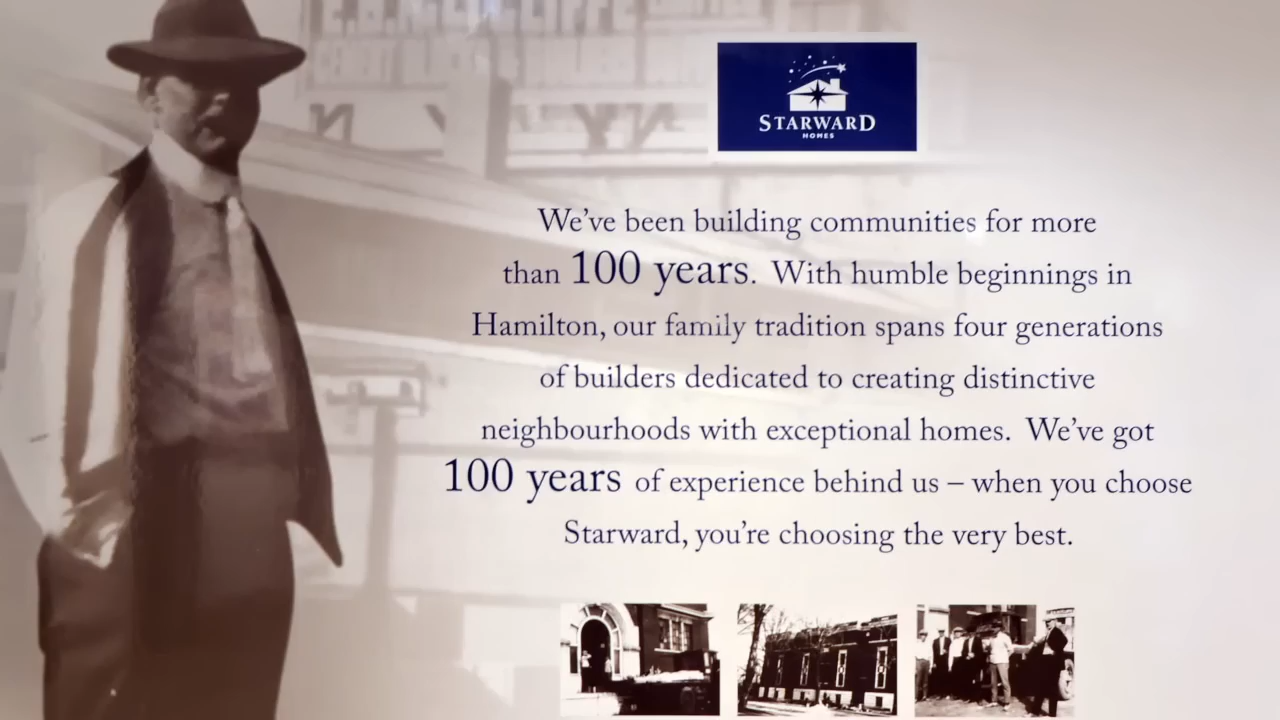 STARWARD
HOMES
We've been building communities for more
than 100 years. With humble beginnings in
Hamilton, our family tradition spans four generations
of builders dedicated to creating distinctive
neighbourhoods with exceptional homes. We've got
100 years of experience behind us – when you choose
Starward, you're choosing the very best.